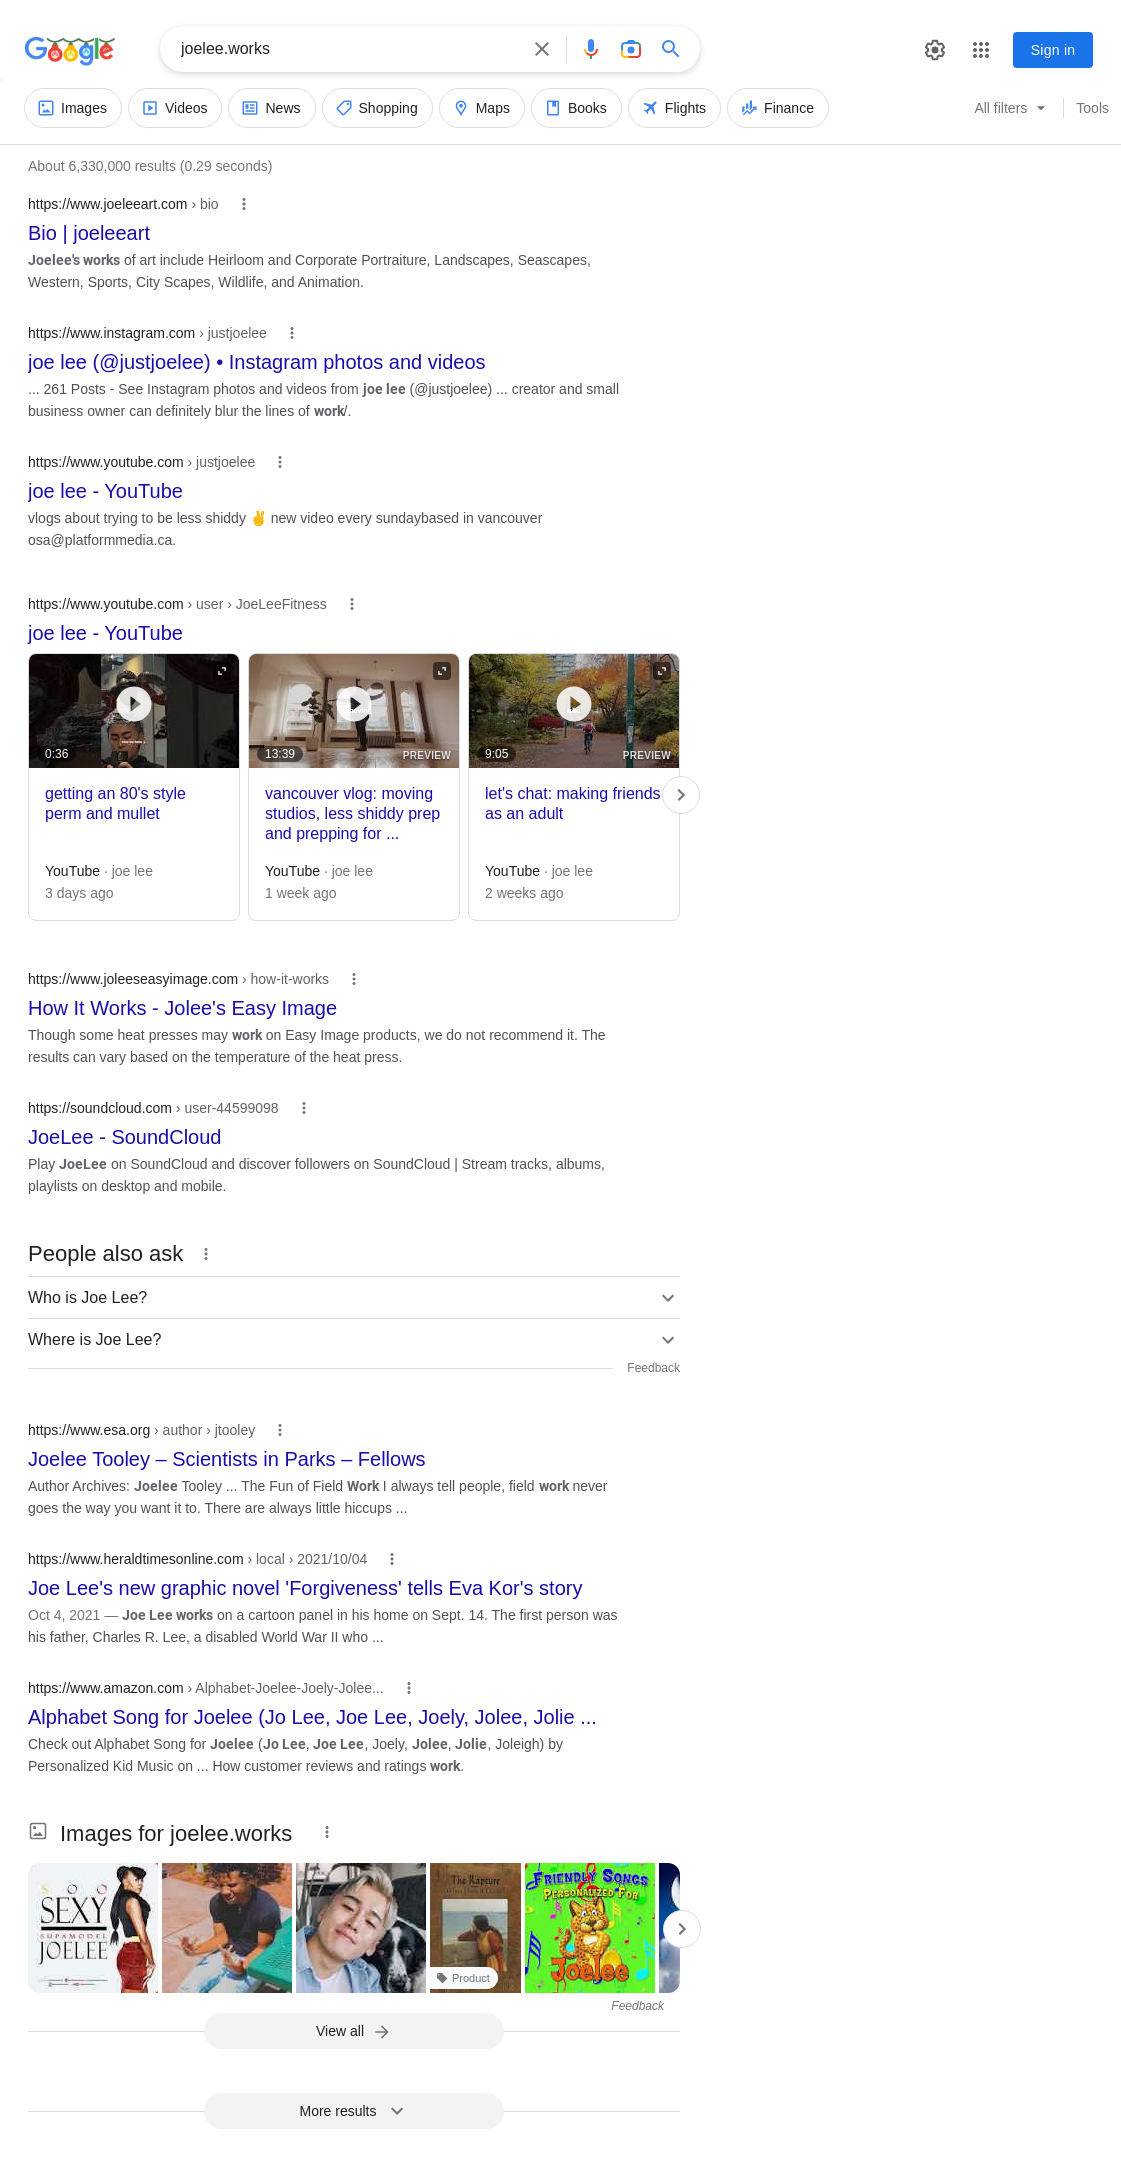 Google
joelee.works
Sign in
Images
Videos
News
Shopping
Maps
Books
Flights
Finance
All filters
Tools
About 6,330,000 results (0.29 seconds)
https://www.joeleeart.com › bio
Bio | joeleeart
Joelee's works of art include Heirloom and Corporate Portraiture, Landscapes, Seascapes,
Western, Sports, City Scapes, Wildlife, and Animation.
https://www.instagram.com › justjoelee
joe lee (@justjoelee) • Instagram photos and videos
... 261 Posts - See Instagram photos and videos from joe lee (@justjoelee) ... creator and small
business owner can definitely blur the lines of work/.
https://www.youtube.com › justjoelee
joe lee - YouTube
vlogs about trying to be less shiddy ✌️ new video every sundaybased in vancouver
osa@platformmedia.ca.
https://www.youtube.com › user › JoeLeeFitness
joe lee - YouTube
0:36
13:39
PREVIEW
9:05
PREVIEW
getting an 80's style
perm and mullet
YouTube · joe lee
3 days ago
vancouver vlog: moving
studios, less shiddy prep
and prepping for ...
YouTube · joe lee
1 week ago
let's chat: making friends
as an adult
YouTube · joe lee
2 weeks ago
https://www.joleeseasyimage.com › how-it-works
How It Works - Jolee's Easy Image
Though some heat presses may work on Easy Image products, we do not recommend it. The
results can vary based on the temperature of the heat press.
https://soundcloud.com › user-44599098
JoeLee - SoundCloud
Play JoeLee on SoundCloud and discover followers on SoundCloud | Stream tracks, albums,
playlists on desktop and mobile.
People also ask
Who is Joe Lee?
Where is Joe Lee?
Feedback
https://www.esa.org › author › jtooley
Joelee Tooley – Scientists in Parks – Fellows
Author Archives: Joelee Tooley ... The Fun of Field Work I always tell people, field work never
goes the way you want it to. There are always little hiccups ...
https://www.heraldtimesonline.com › local › 2021/10/04
Joe Lee's new graphic novel 'Forgiveness' tells Eva Kor's story
Oct 4, 2021 — Joe Lee works on a cartoon panel in his home on Sept. 14. The first person was
his father, Charles R. Lee, a disabled World War II who ...
https://www.amazon.com › Alphabet-Joelee-Joely-Jolee...
Alphabet Song for Joelee (Jo Lee, Joe Lee, Joely, Jolee, Jolie ...
Check out Alphabet Song for Joelee (Jo Lee, Joe Lee, Joely, Jolee, Jolie, Joleigh) by
Personalized Kid Music on ... How customer reviews and ratings work.
Images for joelee.works
SOO
SEXY
SUPAMODEL
JOELEE
The Rapture
Product
FRIENDLY SONGS
PERSONALIZED FOR
Joelee
Feedback
View all
More results